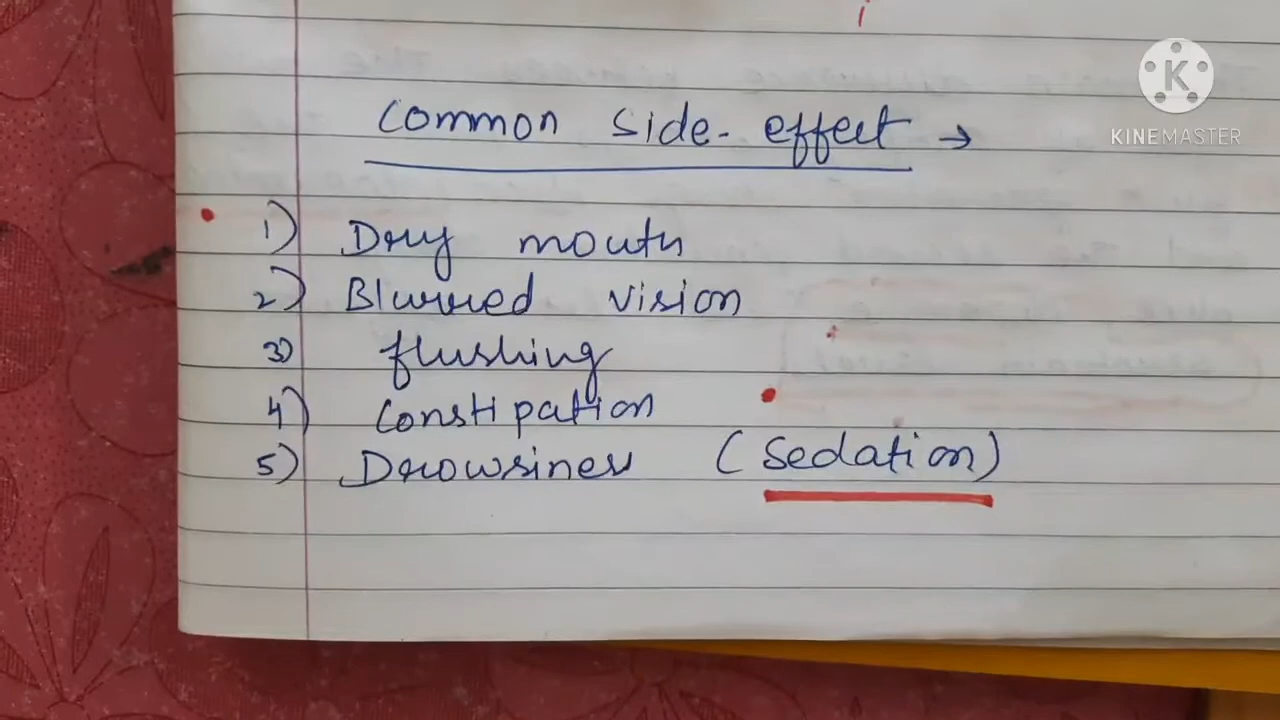 KINEMASTER
Common side-effect →
1) Dry mouth
2) Blurred vision
3) flushing
4) Constipation
5) Drowsiness (Sedation)